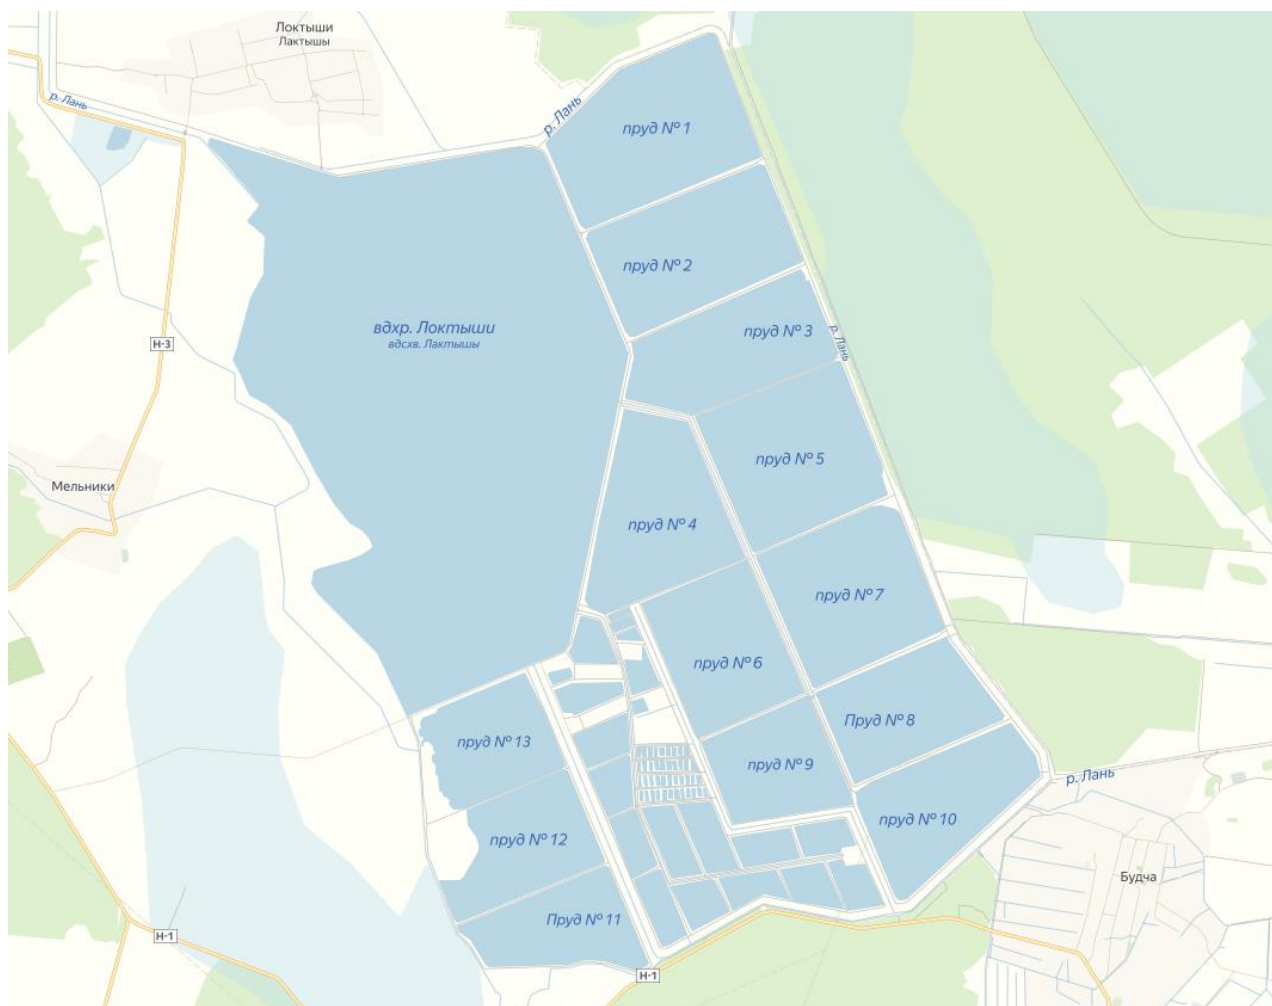 Локтыши
Лактышы
р. Лань
р. Лань
пруд № 1
пруд № 2
вдхр. Локтыши
вдсхв. Лактышы
пруд № 3
р. Лань
Н-3
пруд № 5
Мельники
пруд № 4
пруд № 7
пруд № 6
Пруд № 8
пруд № 13
пруд № 9
р. Лань
пруд № 12
пруд № 10
Будча
Пруд № 11
Н-1
Н-1